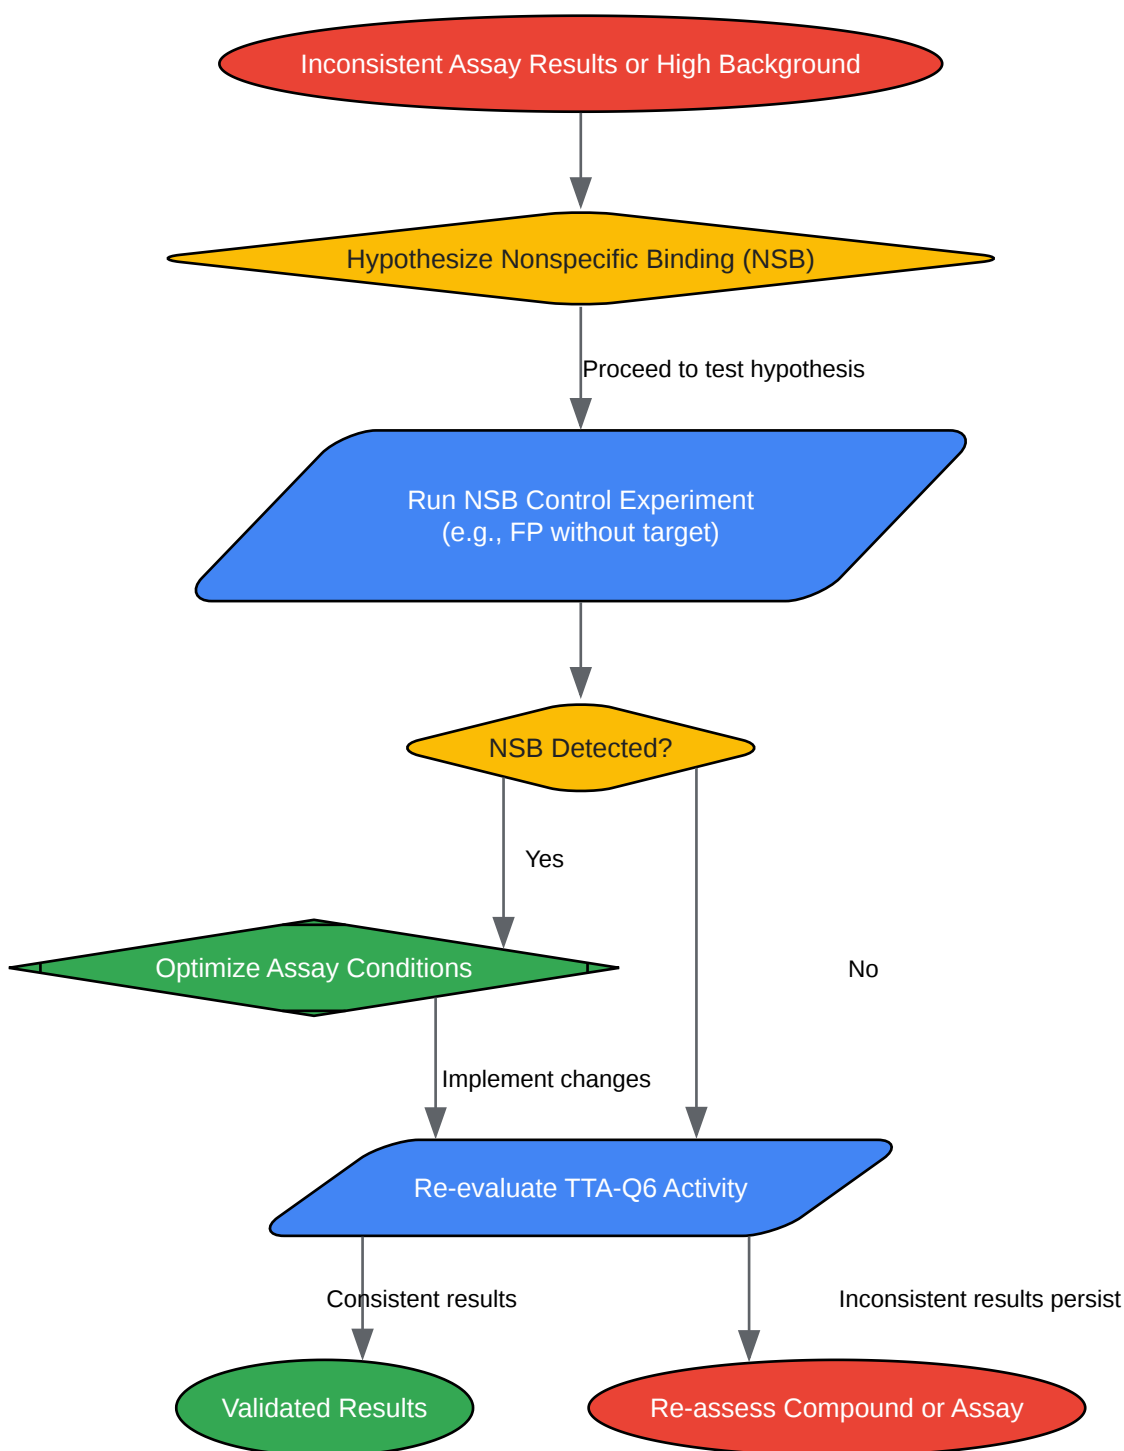 Inconsistent Assay Results or High Background
Hypothesize Nonspecific Binding (NSB)
Proceed to test hypothesis
Run NSB Control Experiment
(e.g., FP without target)
NSB Detected?
Yes
Optimize Assay Conditions
No
Implement changes
Re-evaluate TTA-Q6 Activity
Consistent results
Inconsistent results persist
Validated Results
Re-assess Compound or Assay